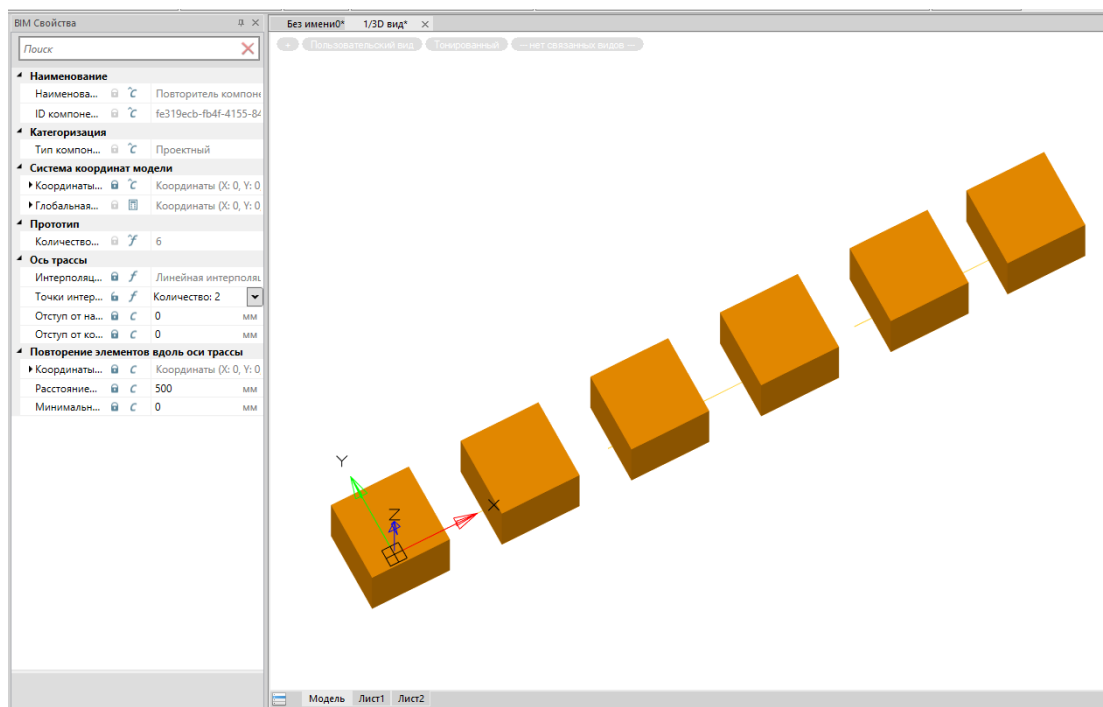 BIM Свойства
Без имени0*
1/3D вид*
Поиск
+
Пользовательский вид
Тонированный
—нет связанных видов—
Наименование
Наименова... Повторитель компоне
ID компоне... fe319ecb-fb4f-4155-84
Категоризация
Тип компон... Проектный
Система координат модели
Координаты... Координаты (X: 0, Y: 0
Глобальная... Координаты (X: 0, Y: 0
Прототип
Количество... 6
Ось трассы
Интерполяц... Линейная интерполяц
Точки интер... Количество: 2
Отступ от на... 0 мм
Отступ от ко... 0 мм
Повторение элементов вдоль оси трассы
Координаты... Координаты (X: 0, Y: 0
Расстояние... 500 мм
Минимальн... 0 мм
Y
Z
X
Модель Лист1 Лист2